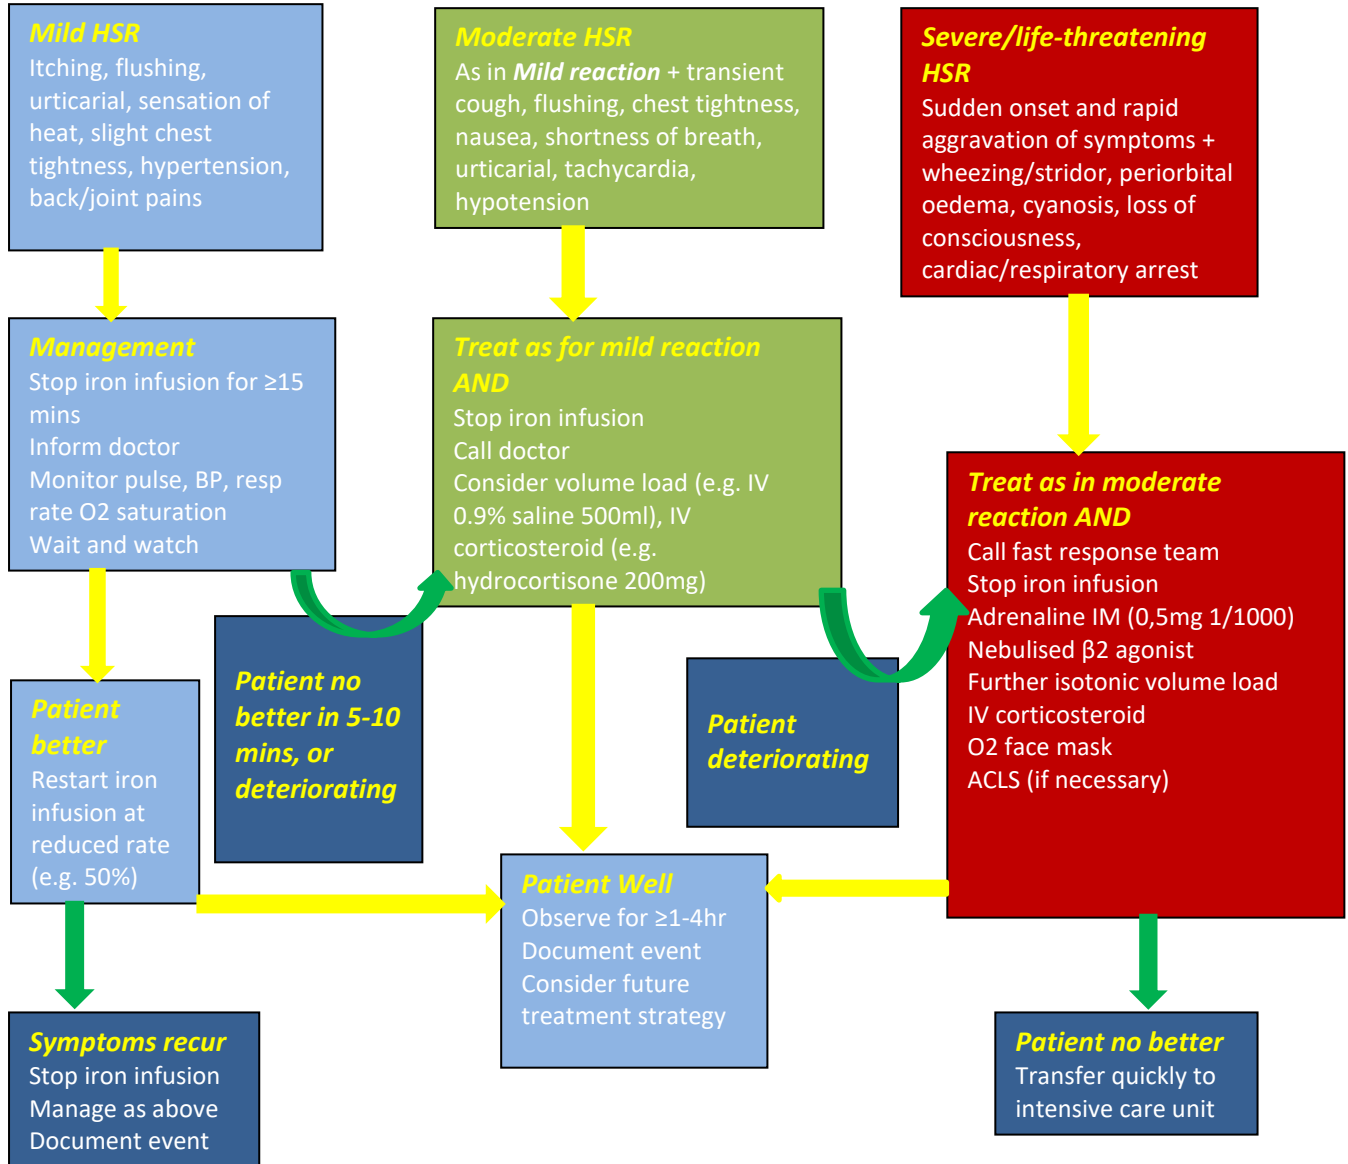 Mild HSR
Itching, flushing,
urticarial, sensation of
heat, slight chest
tightness, hypertension,
back/joint pains
Moderate HSR
As in Mild reaction + transient
cough, flushing, chest tightness,
nausea, shortness of breath,
urticarial, tachycardia,
hypotension
Severe/life-threatening
HSR
Sudden onset and rapid
aggravation of symptoms +
wheezing/stridor, periorbital
oedema, cyanosis, loss of
consciousness,
cardiac/respiratory arrest
Management
Stop iron infusion for ≥15
mins
Inform doctor
Monitor pulse, BP, resp
rate O2 saturation
Wait and watch
Treat as for mild reaction
AND
Stop iron infusion
Call doctor
Consider volume load (e.g. IV
0.9% saline 500ml), IV
corticosteroid (e.g.
hydrocortisone 200mg)
Treat as in moderate
reaction AND
Call fast response team
Stop iron infusion
Adrenaline IM (0,5mg 1/1000)
Nebulised β2 agonist
Further isotonic volume load
IV corticosteroid
O2 face mask
ACLS (if necessary)
Patient no
better in 5-10
mins, or
deteriorating
Patient
deteriorating
Patient
better
Restart iron
infusion at
reduced rate
(e.g. 50%)
Patient Well
Observe for ≥1-4hr
Document event
Consider future
treatment strategy
Symptoms recur
Stop iron infusion
Manage as above
Document event
Patient no better
Transfer quickly to
intensive care unit